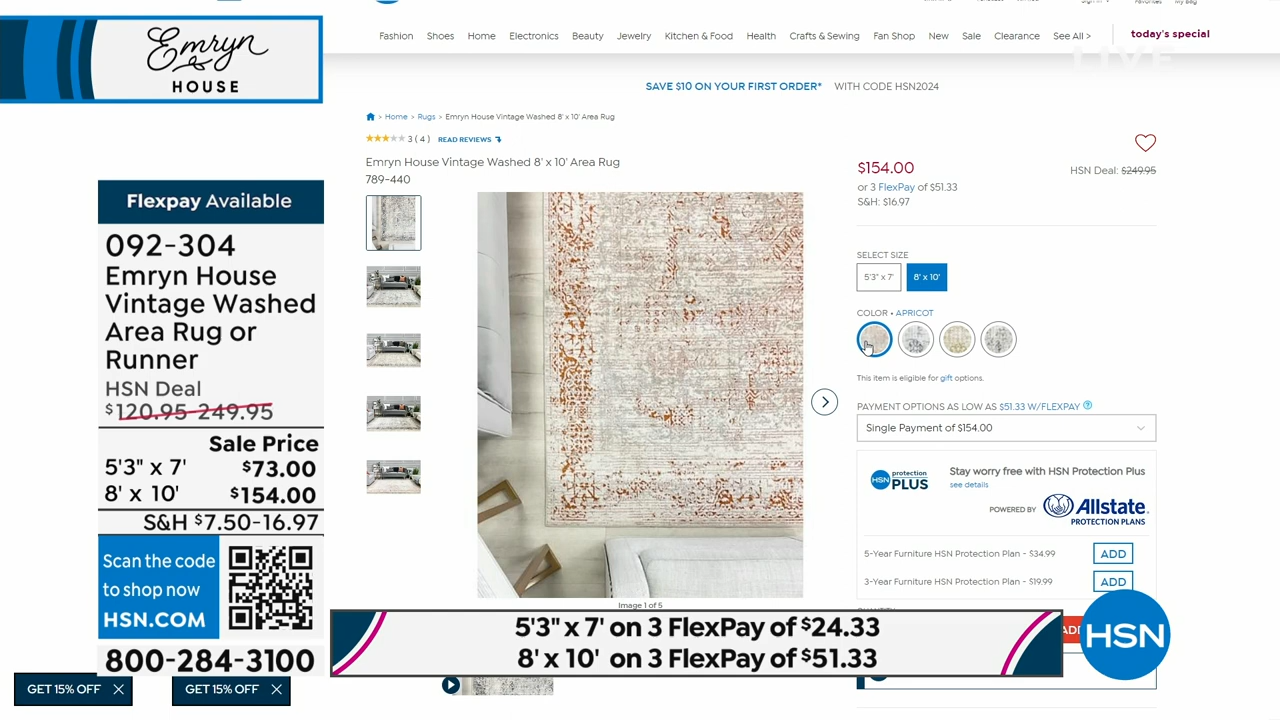 Emryn
HOUSE
Fashion Shoes Home Electronics Beauty Jewelry Kitchen & Food Health Crafts & Sewing Fan Shop New Sale Clearance See All >
today's special
LIVE
SAVE $10 ON YOUR FIRST ORDER* WITH CODE HSN2024
> Home > Rugs > Emryn House Vintage Washed 8' x 10' Area Rug
3 ( 4 ) READ REVIEWS
Emryn House Vintage Washed 8' x 10' Area Rug
789-440
$154.00
HSN Deal: $249.95
or 3 FlexPay of $51.33
S&H: $16.97
SELECT SIZE
5'3" x 7'
8' x 10'
COLOR • APRICOT
This item is eligible for gift options.
PAYMENT OPTIONS AS LOW AS $51.33 W/FLEXPAY
Single Payment of $154.00
HSN protection PLUS
Stay worry free with HSN Protection Plus
see details
POWERED BY Allstate
PROTECTION PLANS
5-Year Furniture HSN Protection Plan - $34.99 ADD
3-Year Furniture HSN Protection Plan - $19.99 ADD
Image 1 of 5
Flexpay Available
092-304
Emryn House
Vintage Washed
Area Rug or
Runner
HSN Deal
$120.95-249.95
Sale Price
5'3" x 7' $73.00
8' x 10' $154.00
S&H $7.50-16.97
Scan the code
to shop now
HSN.COM
800-284-3100
5'3" x 7' on 3 FlexPay of $24.33
8' x 10' on 3 FlexPay of $51.33
HSN
GET 15% OFF
GET 15% OFF